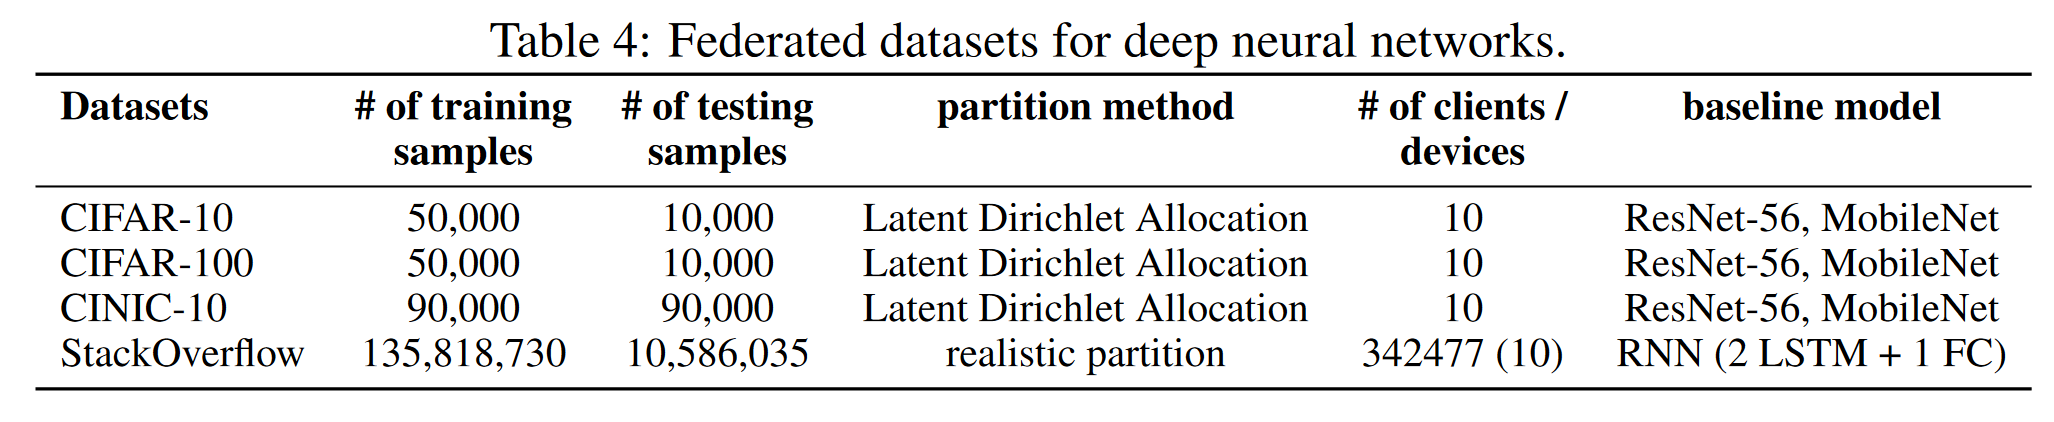 Table 4: Federated datasets for deep neural networks.
Datasets # of training samples # of testing samples partition method # of clients / devices baseline model
CIFAR-10 50,000 10,000 Latent Dirichlet Allocation 10 ResNet-56, MobileNet
CIFAR-100 50,000 10,000 Latent Dirichlet Allocation 10 ResNet-56, MobileNet
CINIC-10 90,000 90,000 Latent Dirichlet Allocation 10 ResNet-56, MobileNet
StackOverflow 135,818,730 10,586,035 realistic partition 342477 (10) RNN (2 LSTM + 1 FC)